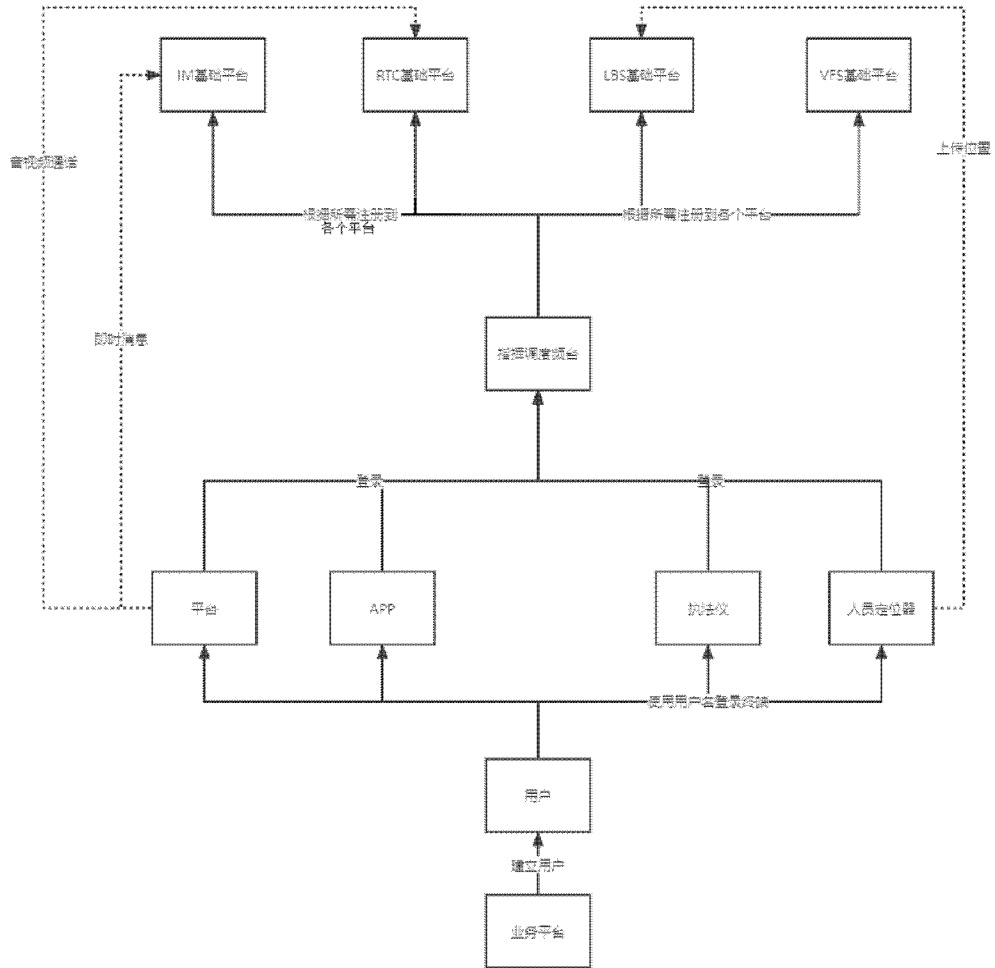 IM基础平台
RTC基础平台
LBS基础平台
VFS基础平台
音视频通话
上传位置
根据所需注册到
各个平台
根据所需注册到各个平台
即时消息
指挥调度频台
登录
登录
平台
APP
执法仪
人员定位器
使用用户名登录终端
用户
建立用户
业务平台